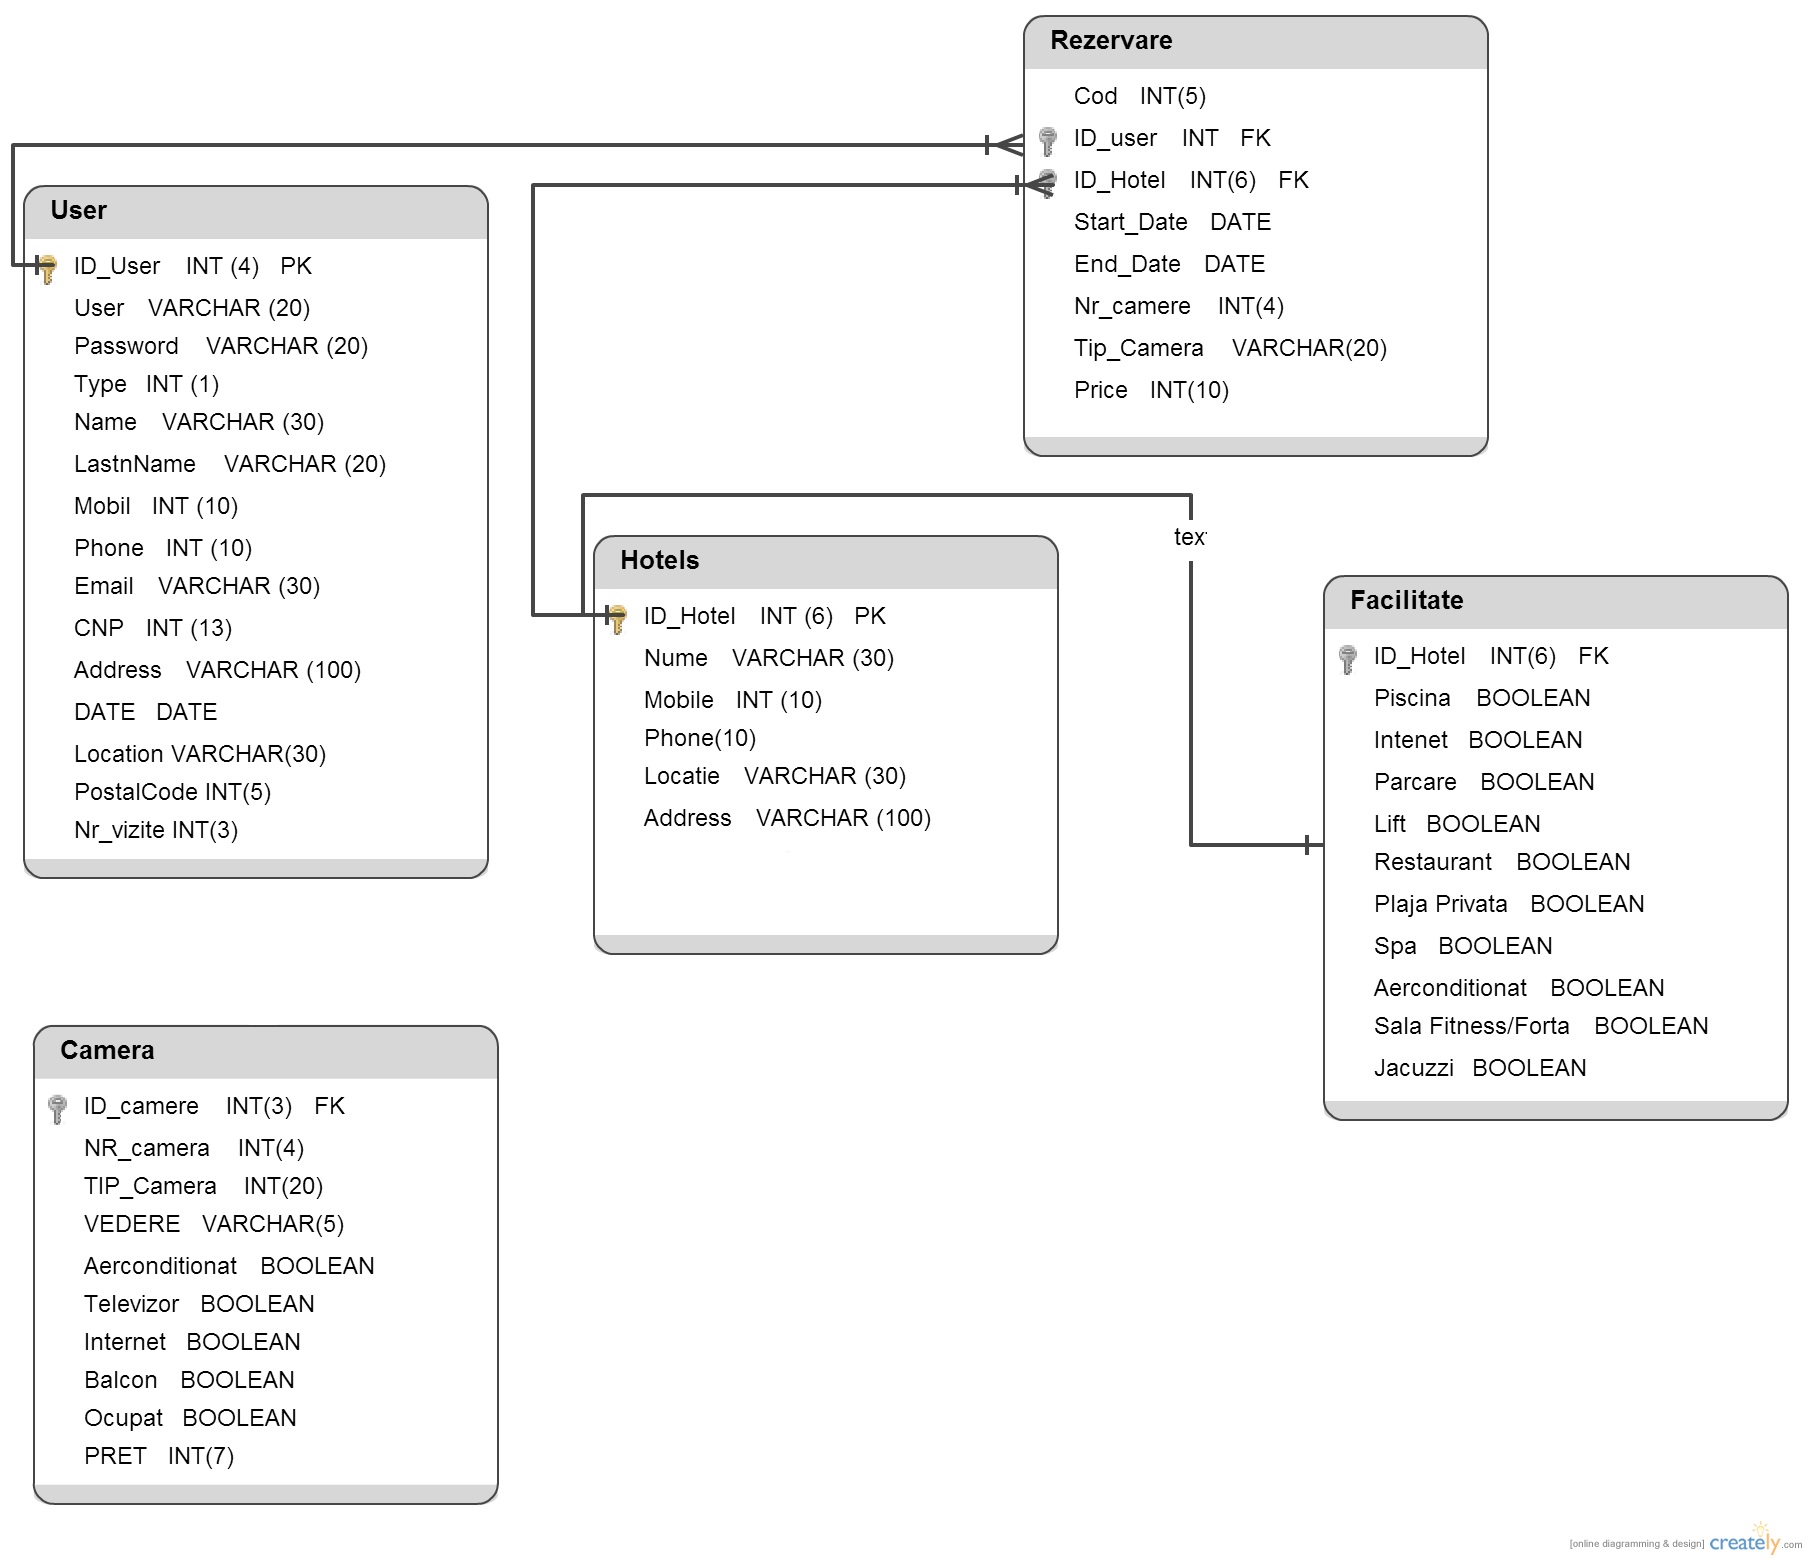 Rezervare
Cod INT(5)
ID_user INT FK
ID_Hotel INT(6) FK
Start_Date DATE
End_Date DATE
Nr_camere INT(4)
Tip_Camera VARCHAR(20)
Price INT(10)
User
ID_User INT (4) PK
User VARCHAR (20)
Password VARCHAR (20)
Type INT (1)
Name VARCHAR (30)
LastnName VARCHAR (20)
Mobil INT (10)
Phone INT (10)
Email VARCHAR (30)
CNP INT (13)
Address VARCHAR (100)
DATE DATE
Location VARCHAR(30)
PostalCode INT(5)
Nr_vizite INT(3)
Hotels
ID_Hotel INT (6) PK
Nume VARCHAR (30)
Mobile INT (10)
Phone(10)
Locatie VARCHAR (30)
Address VARCHAR (100)
Facilitate
ID_Hotel INT(6) FK
Piscina BOOLEAN
Intenet BOOLEAN
Parcare BOOLEAN
Lift BOOLEAN
Restaurant BOOLEAN
Plaja Privata BOOLEAN
Spa BOOLEAN
Aerconditionat BOOLEAN
Sala Fitness/Forta BOOLEAN
Jacuzzi BOOLEAN
Camera
ID_camere INT(3) FK
NR_camera INT(4)
TIP_Camera INT(20)
VEDERE VARCHAR(5)
Aerconditionat BOOLEAN
Televizor BOOLEAN
Internet BOOLEAN
Balcon BOOLEAN
Ocupat BOOLEAN
PRET INT(7)
[online diagramming & design] creately.com